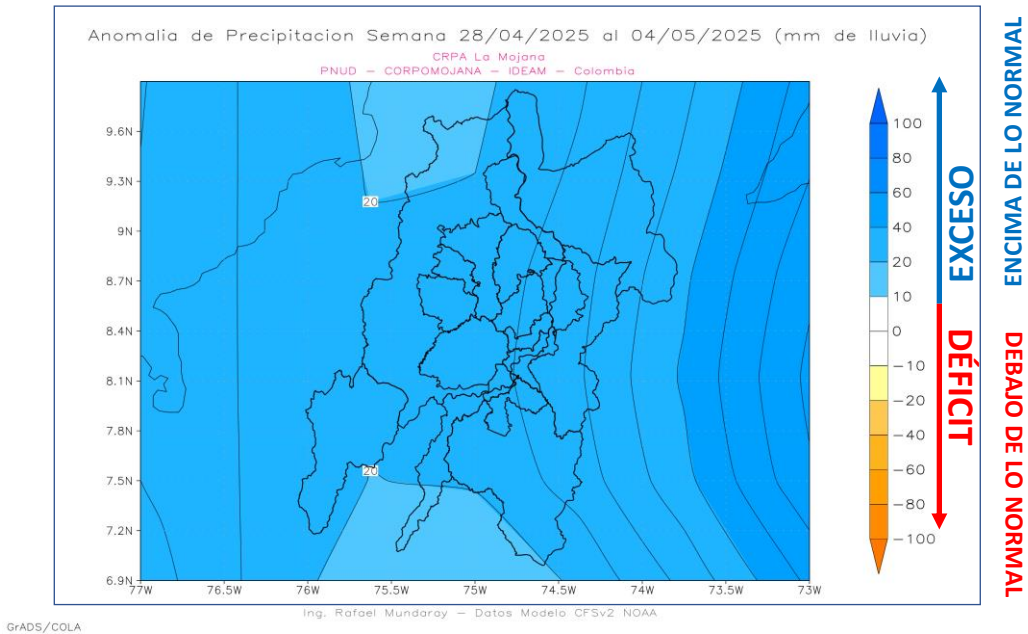 Anomalia de Precipitacion Semana 28/04/2025 al 04/05/2025 (mm de lluvia)
CRPA La Mojana
PNUD – CORPOMOJANA – IDEAM – Colombia
9.6N
9.3N
9N
8.7N
8.4N
8.1N
7.8N
7.5N
7.2N
6.9N
20
20
77W
76.5W
76W
75.5W
75W
74.5W
74W
73.5W
73W
100
80
60
40
20
10
0
−10
−20
−40
−60
−80
−100
EXCESO
DÉFICIT
ENCIMA DE LO NORMAL
DEBAJO DE LO NORMAL
Ing. Rafael Mundaray – Datos Modelo CFSv2 NOAA
GrADS/COLA